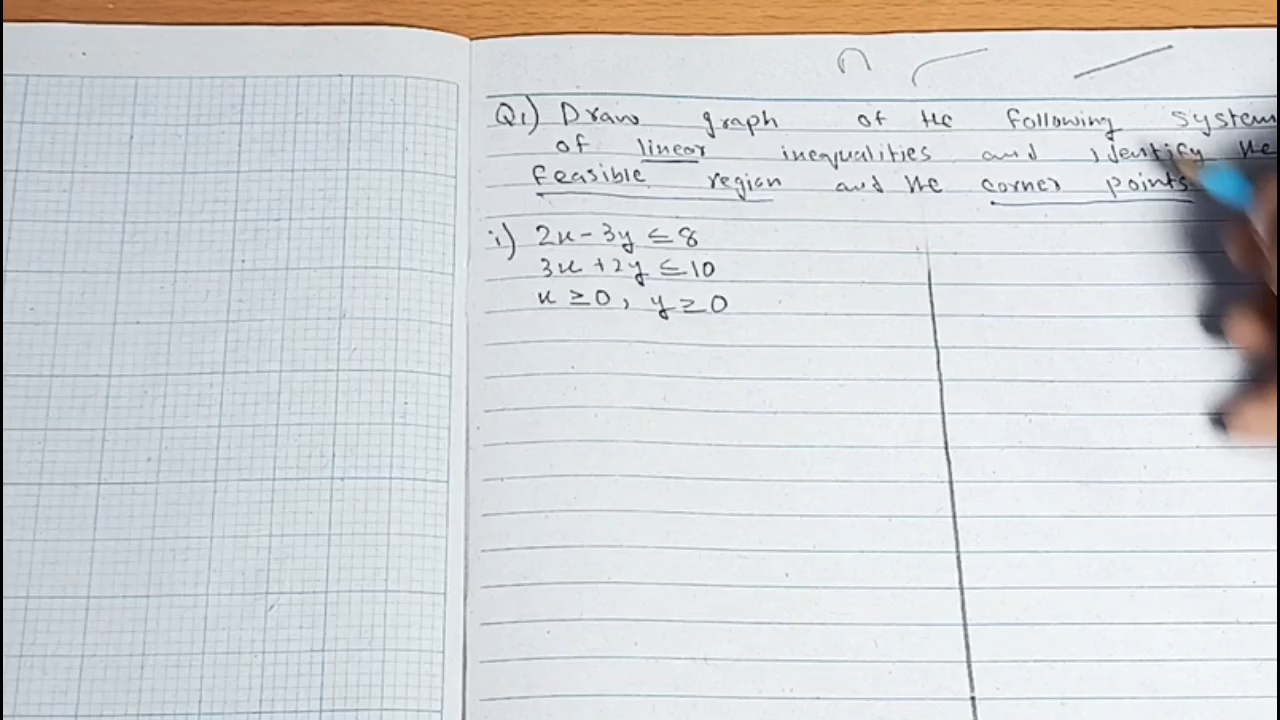 Q1) Draw graph of the following system
of linear inequalities and identify the
feasible region and the corner points
i) 2x - 3y ≤ 8
3x + 2y ≤ 10
x ≥ 0, y ≥ 0